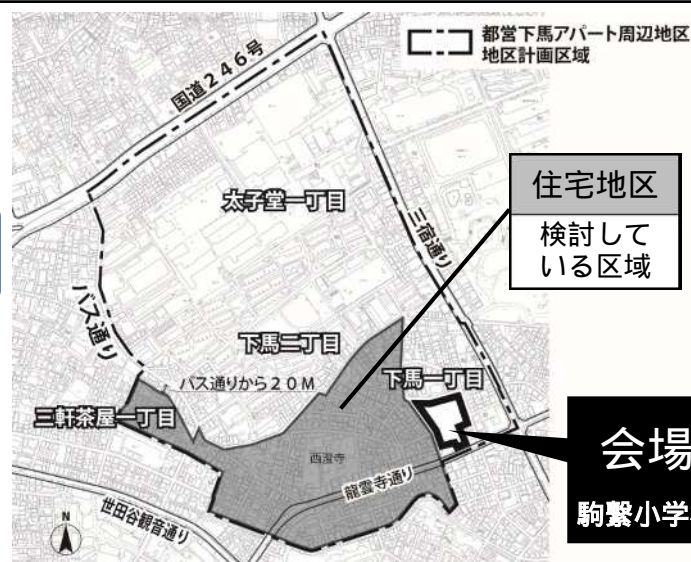 都営下馬アパート周辺地区
地区計画区域
国道246号
太子堂一丁目
三宿通り
住宅地区
検討して
いる区域
バス通り
下馬二丁目
下馬一丁目
バス通りから20M
三軒茶屋一丁目
西澄寺
会場
龍雲寺通り
駒繋小学
世田谷観音通り
N